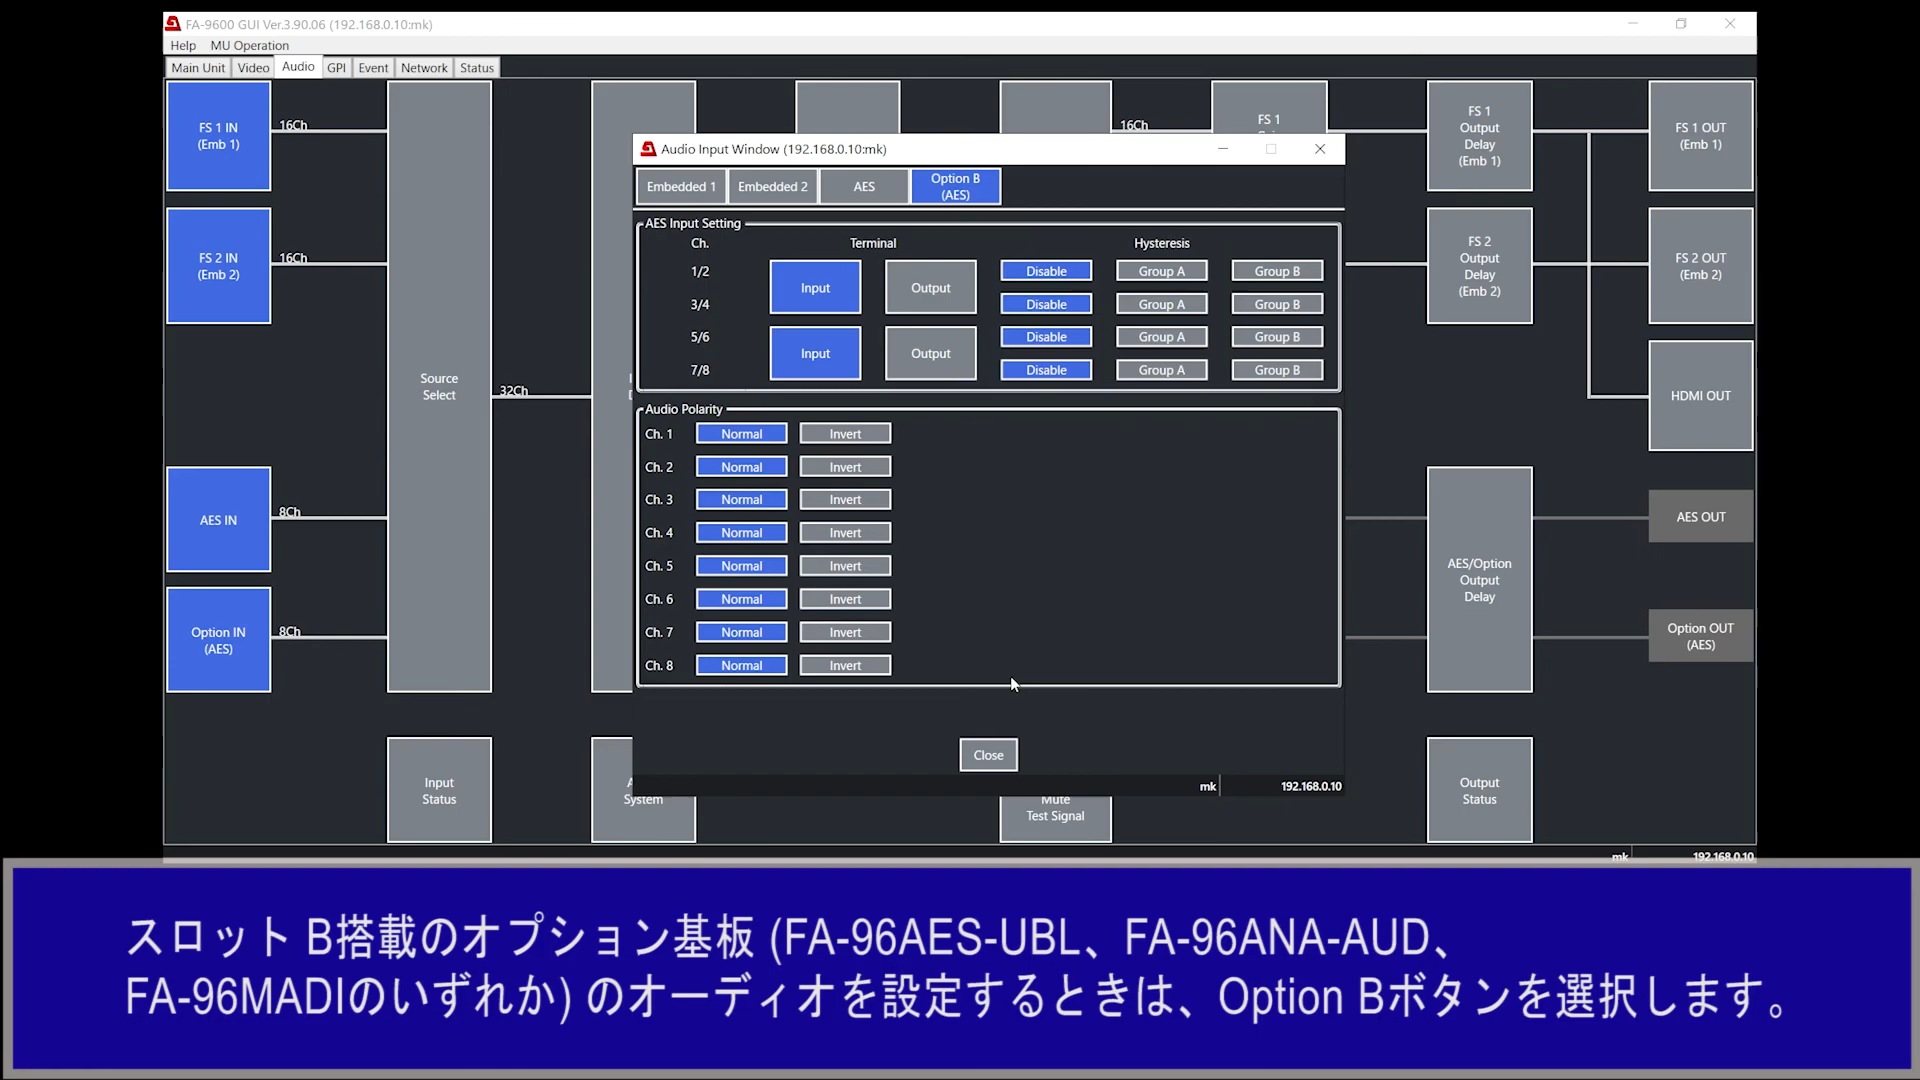 FA-9600 GUI Ver.3.90.06 (192.168.0.10:mk)
Help MU Operation
Main Unit Video Audio GPI Event Network Status
FS 1 IN
(Emb 1)
16Ch
FS 2 IN
(Emb 2)
16Ch
AES IN
8Ch
Option IN
(AES)
8Ch
Source
Select
32Ch
Input
Status
System
Mute
Test Signal
16Ch
FS 1
FS 1
Output
Delay
(Emb 1)
FS 2
Output
Delay
(Emb 2)
AES/Option
Output
Delay
Output
Status
FS 1 OUT
(Emb 1)
FS 2 OUT
(Emb 2)
HDMI OUT
AES OUT
Option OUT
(AES)
Audio Input Window (192.168.0.10:mk)
Embedded 1 Embedded 2 AES Option B
(AES)
AES Input Setting
Ch. Terminal Hysteresis
1/2 Input Output Disable Group A Group B
3/4 Disable Group A Group B
5/6 Input Output Disable Group A Group B
7/8 Disable Group A Group B
Audio Polarity
Ch. 1 Normal Invert
Ch. 2 Normal Invert
Ch. 3 Normal Invert
Ch. 4 Normal Invert
Ch. 5 Normal Invert
Ch. 6 Normal Invert
Ch. 7 Normal Invert
Ch. 8 Normal Invert
Close
mk 192.168.0.10
mk 192.168.0.10
スロット B搭載のオプション基板 (FA-96AES-UBL、FA-96ANA-AUD、
FA-96MADIのいずれか) のオーディオを設定するときは、Option Bボタンを選択します。